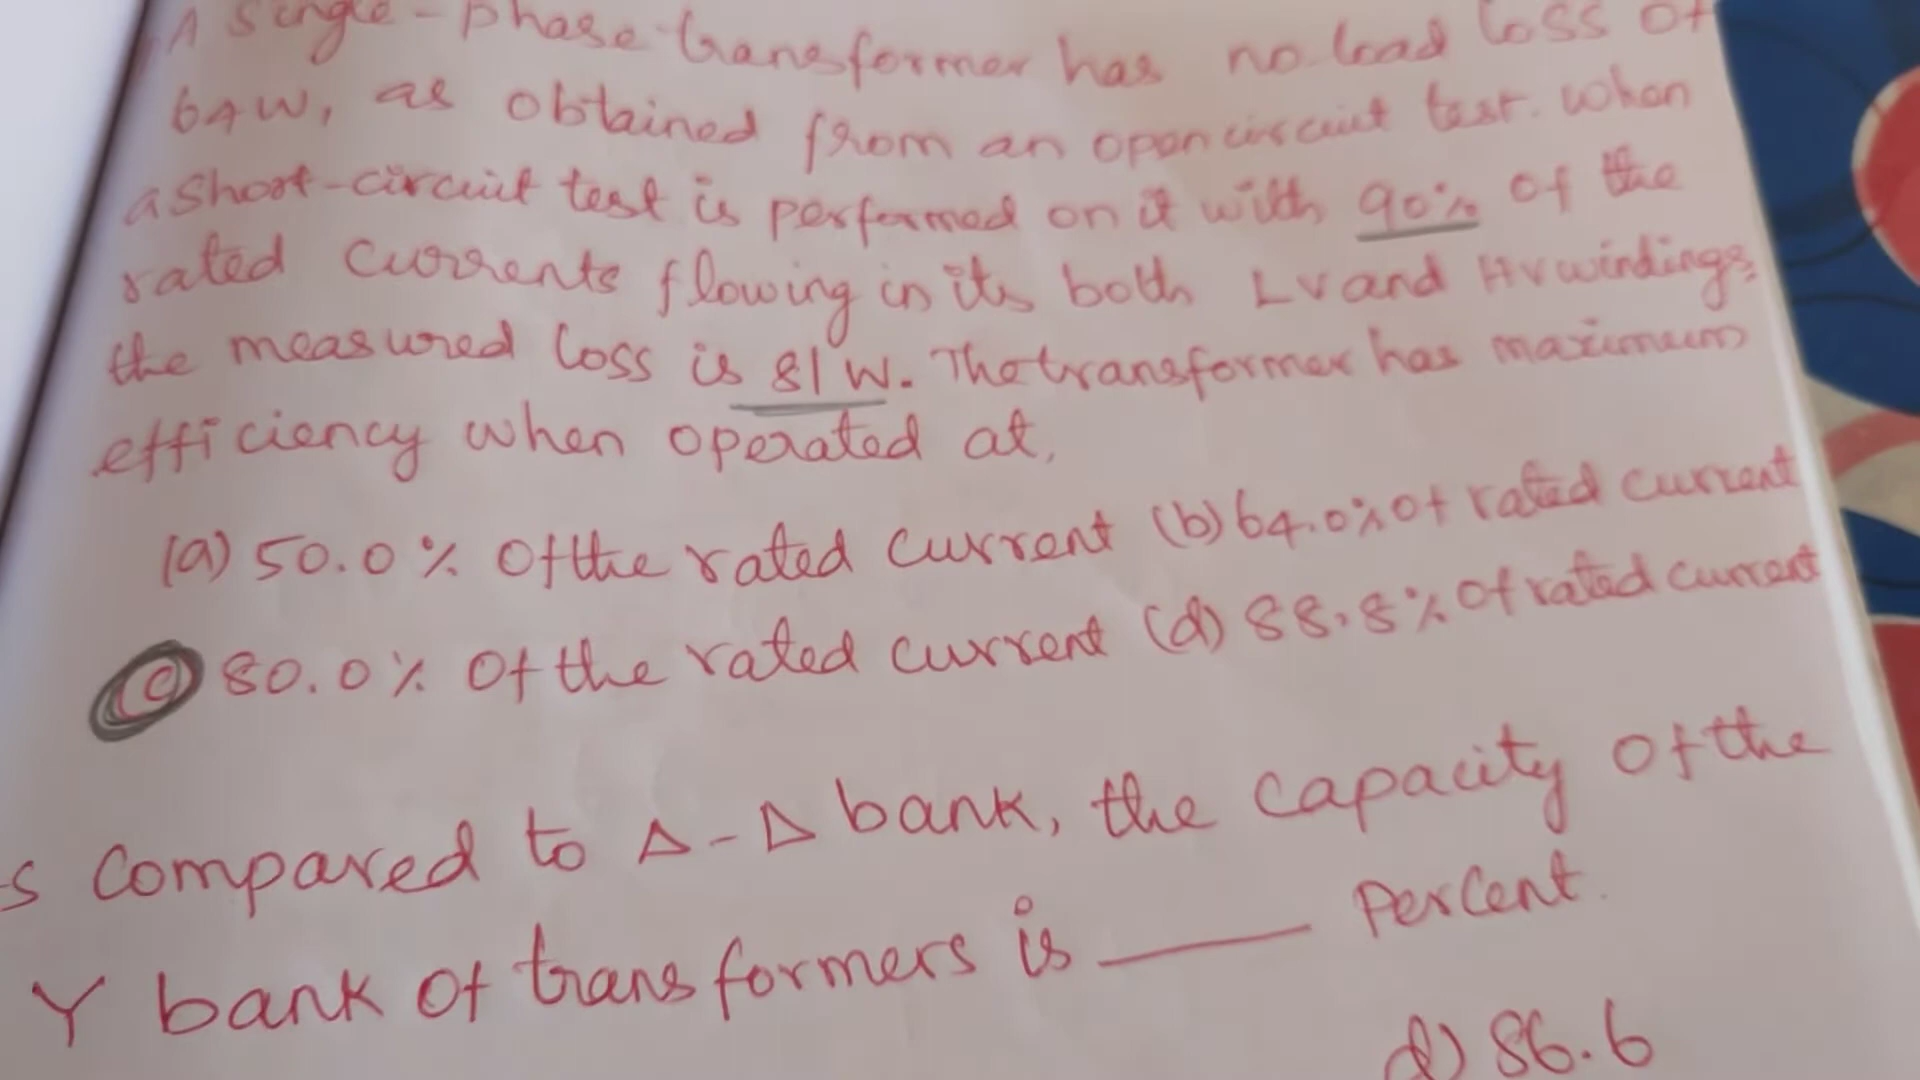 A single-phase transformer has no load loss of
64W, as obtained from an open circuit test. When
a Short-circuit test is performed on it with 90% of the
rated currents flowing in its both LV and HV windings,
the measured loss is 81 W. The transformer has maximum
efficiency when operated at,
(a) 50.0% Of the rated current (b) 64.0% of rated current
(c) 80.0% Of the rated current (d) 88.8% Of rated current
s compared to Δ-Δ bank, the capacity of the
Y bank of transformers is ____ Percent.
d) 86.6